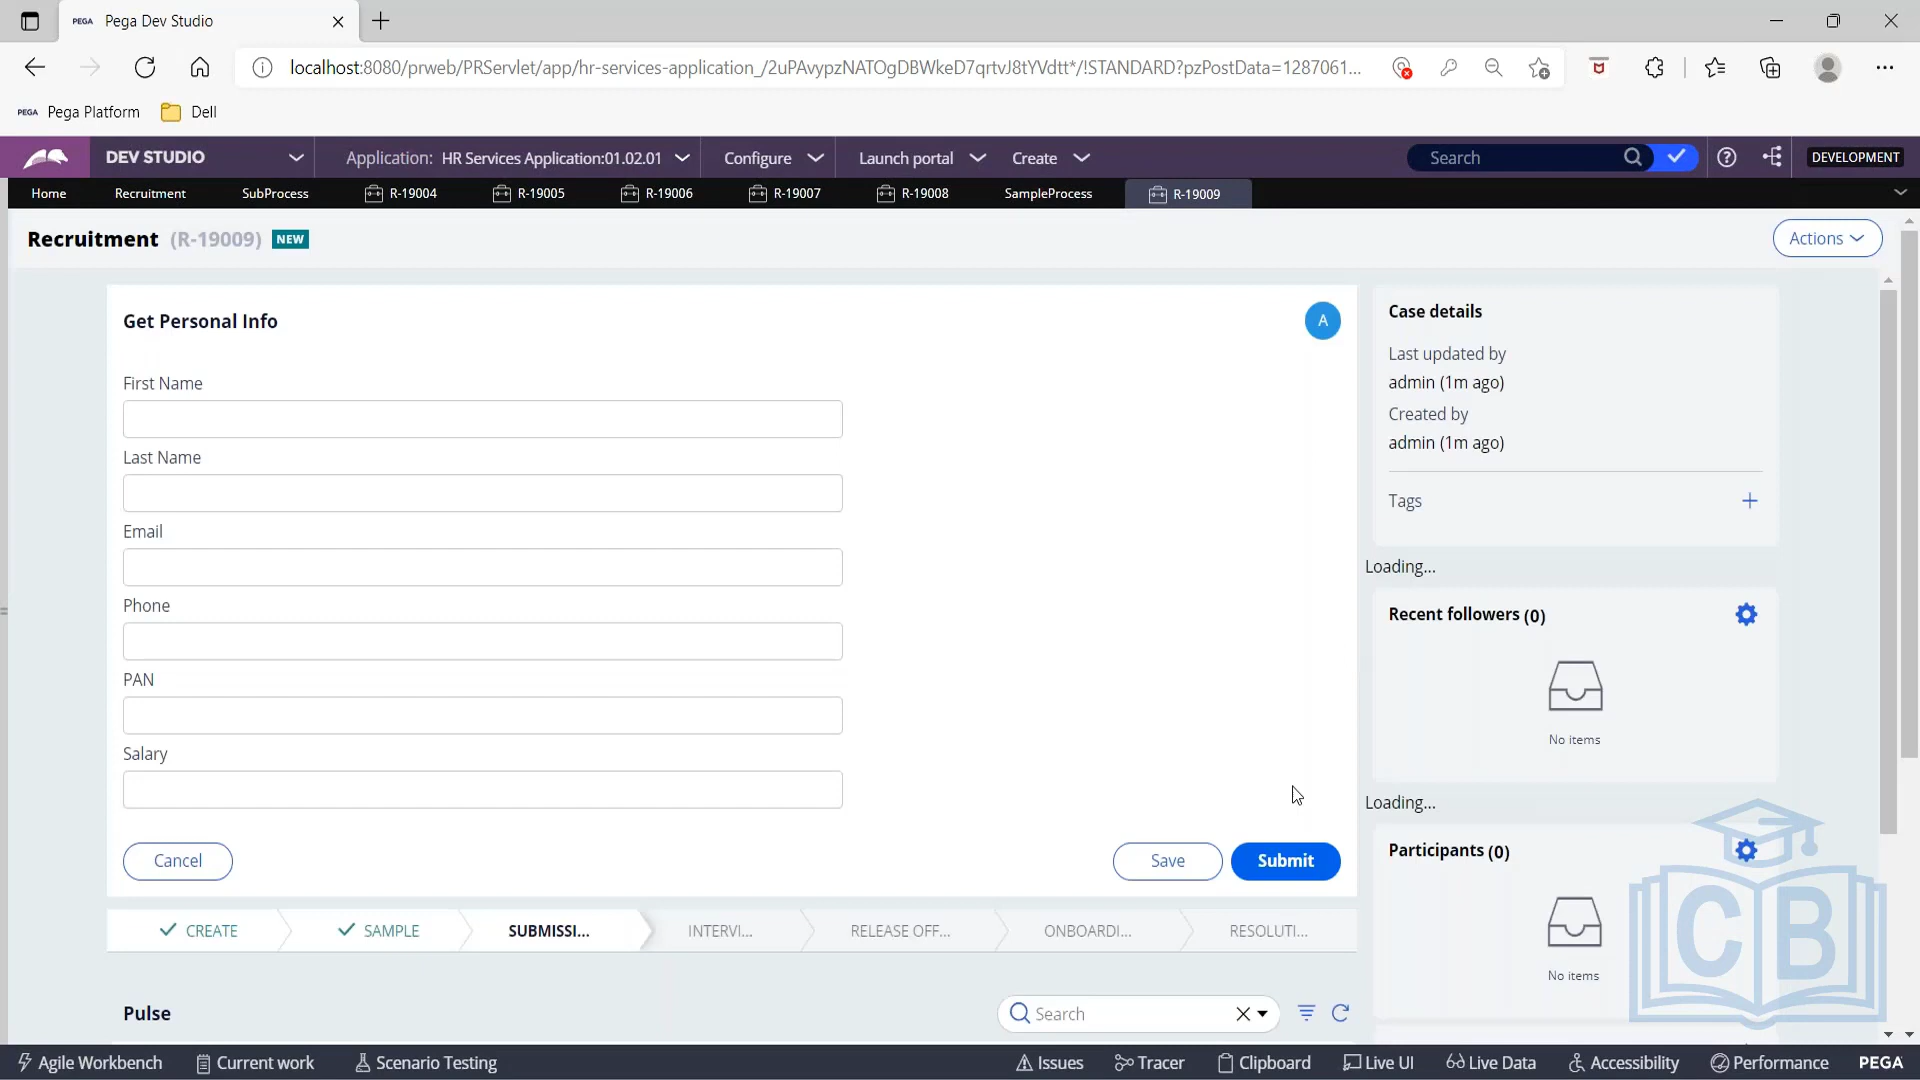 PEGA Pega Dev Studio
localhost:8080/prweb/PRServlet/app/hr-services-application_/2uPAvypzNATOgDBWkeD7qrtvJ8tYVdtt*/!STANDARD?pzPostData=1287061...
PEGA Pega Platform Dell
DEV STUDIO Application: HR Services Application:01.02.01 Configure Launch portal Create Search DEVELOPMENT
Home Recruitment SubProcess R-19004 R-19005 R-19006 R-19007 R-19008 SampleProcess R-19009
Recruitment (R-19009) NEW Actions
Get Personal Info A
First Name
Last Name
Email
Phone
PAN
Salary
Cancel Save Submit
CREATE SAMPLE SUBMISSI... INTERVI... RELEASE OFF... ONBOARDI... RESOLUTI...
Pulse Search
Case details
Last updated by
admin (1m ago)
Created by
admin (1m ago)
Tags
Loading...
Recent followers (0)
No items
Loading...
Participants (0)
No items
CB
Agile Workbench Current work Scenario Testing Issues Tracer Clipboard Live UI Live Data Accessibility Performance PEGA